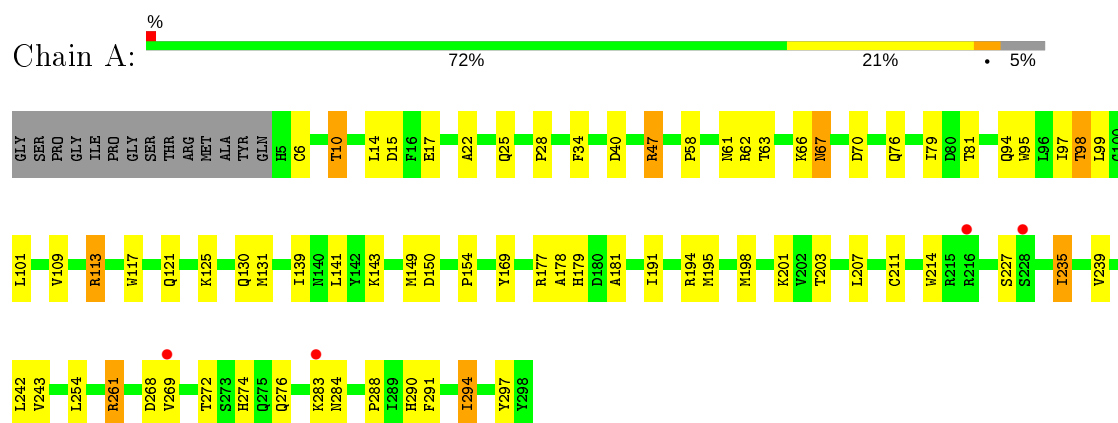 %
Chain A:
72% 21% • 5%
GLY SER PRO GLY ILE PRO GLY SER THR ARG MET ALA TYR GLN H5 C6 T10 L14 D15 F16 E17 A22 Q25 P28 F34 D40 R47 P58 N61 R62 T63 K66 N67 D70 Q76 I79 D80 T81 Q94 W95 L96 I97 T98 L99 G100
L101 V109 R113 W117 Q121 K125 Q130 M131 I139 N140 L141 Y142 K143 M149 D150 P154 Y169 R177 A178 H179 D180 A181 I191 R194 M195 M198 K201 V202 T203 L207 C211 W214 R215 R216 S227 S228 I235 V239
L242 V243 L254 R261 D268 V269 T272 S273 H274 Q275 Q276 K283 N284 P288 I289 H290 F291 I294 Y297 Y298